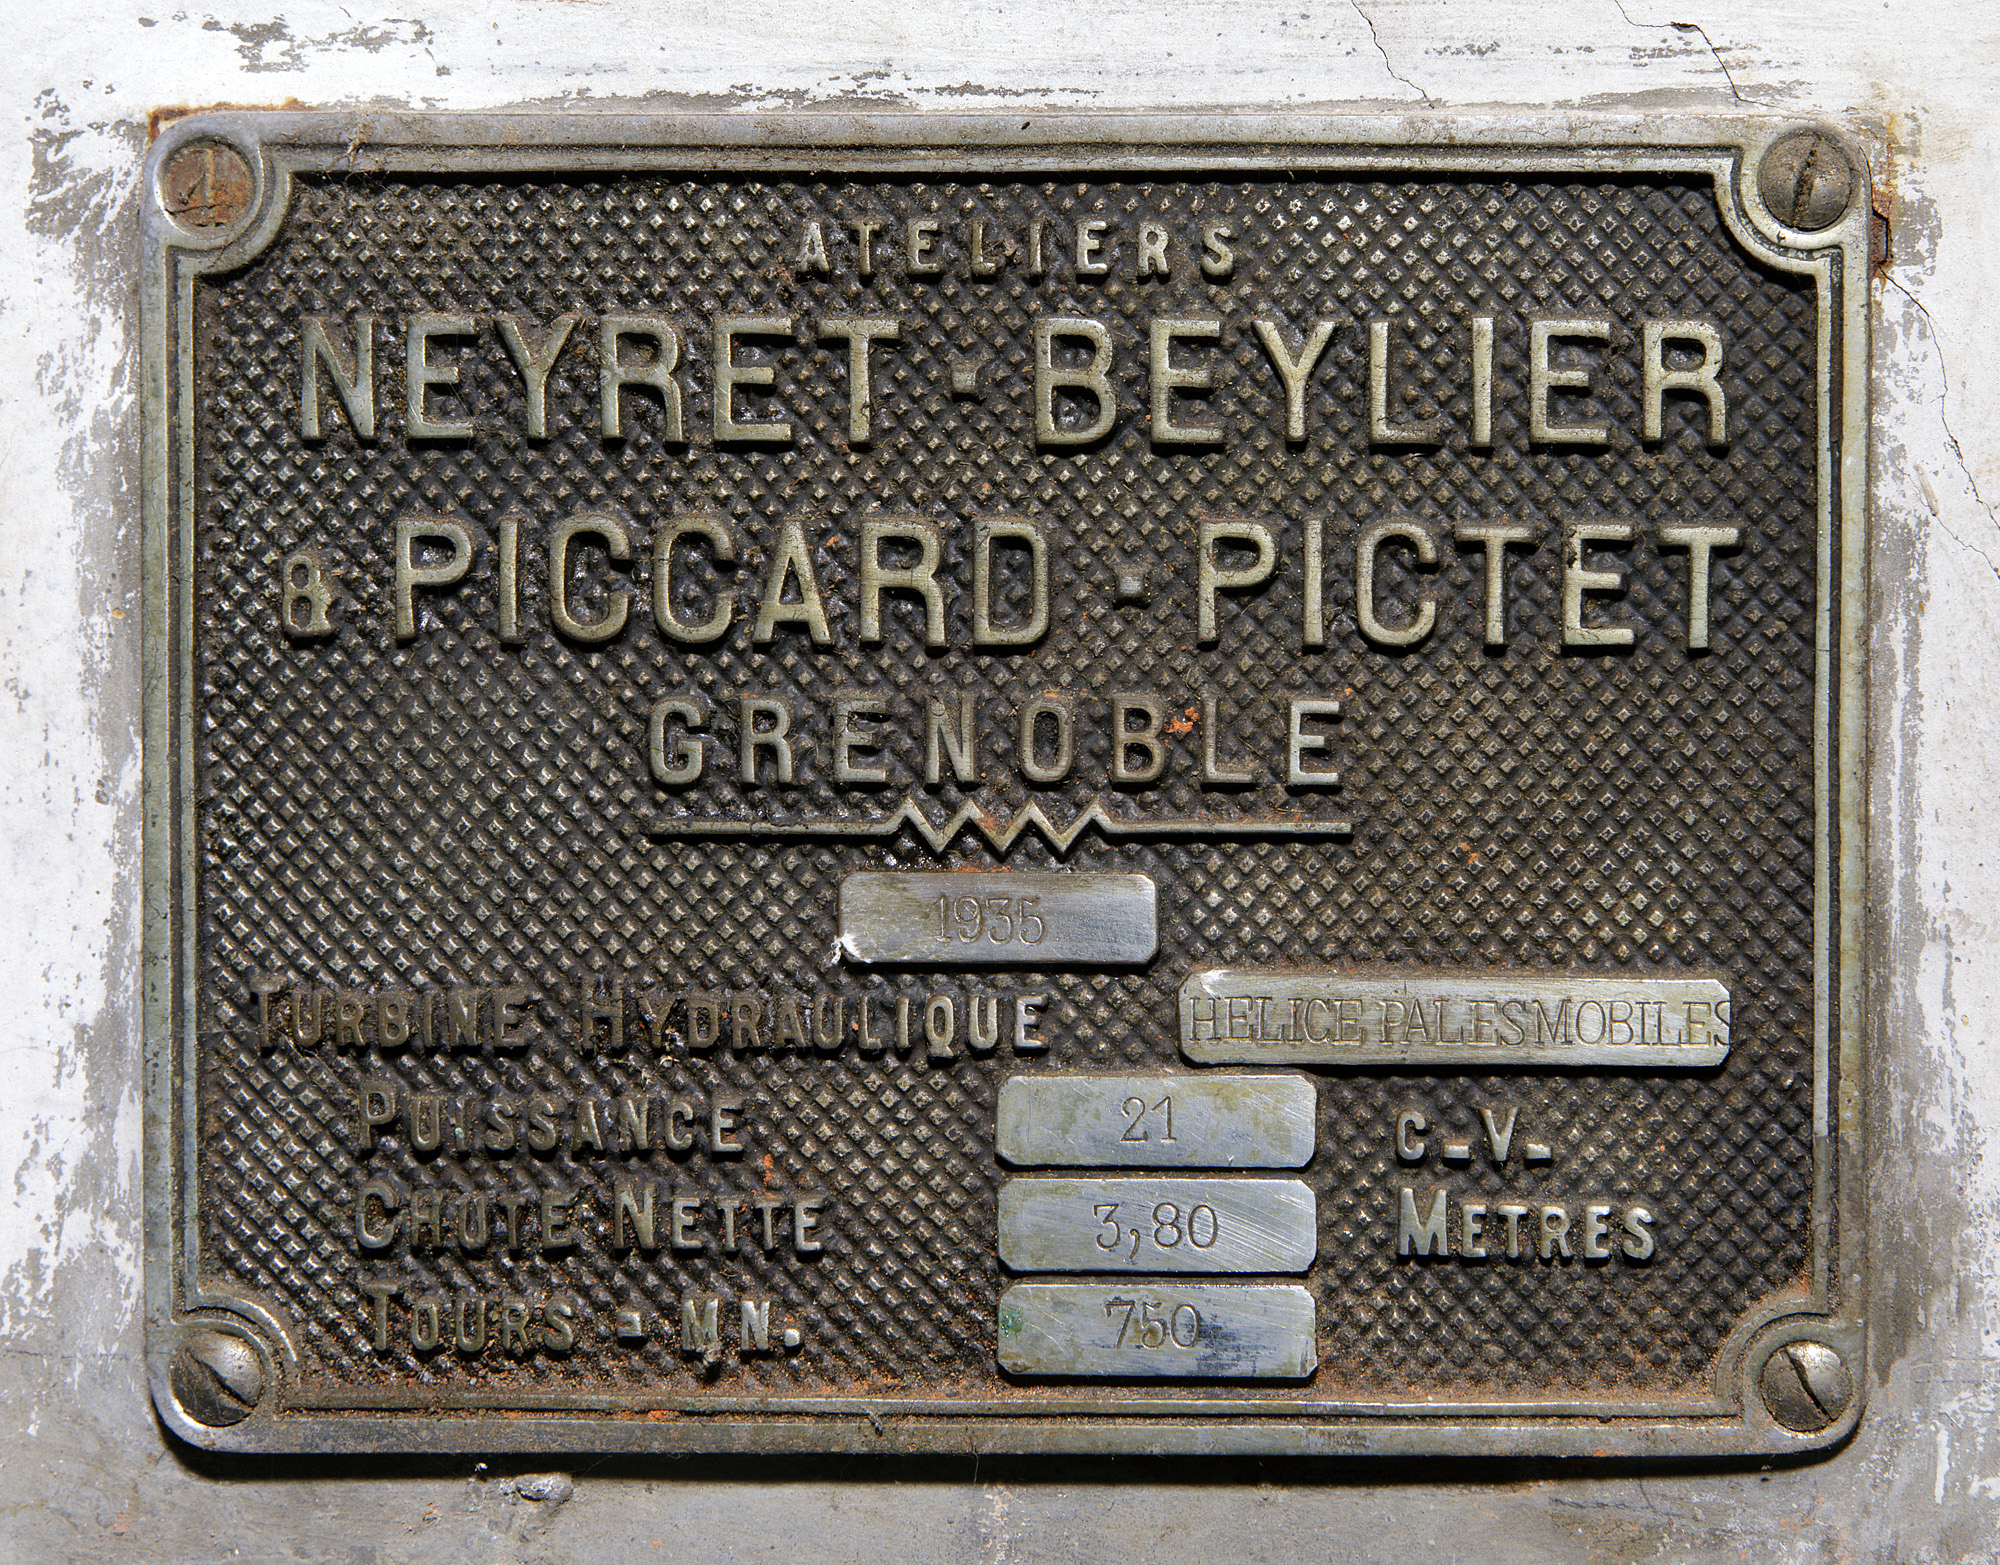 ATELIERS
NEYRET - BEYLIER
& PICCARD - PICTET
GRENOBLE
1935
TURBINE HYDRAULIQUE HELICE PALES MOBILES
PUISSANCE 21 C-V-
CHUTE NETTE 3,80 METRES
TOURS - MN. 750